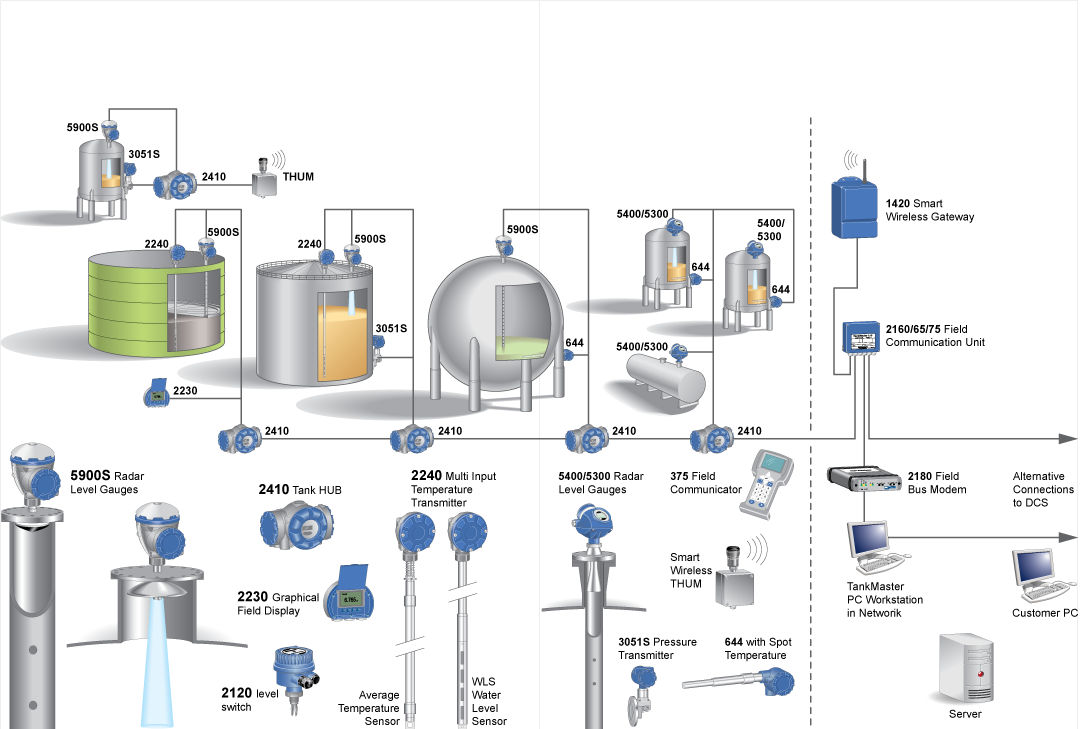 5900S
3051S
2410
THUM
1420 Smart
Wireless Gateway
2240
5900S
2240
5900S
5900S
5400/5300
5400/
5300
644
644
3051S
644
5400/5300
2160/65/75 Field
Communication Unit
2230
2410
2410
2410
2410
5900S Radar
Level Gauges
2410 Tank HUB
2240 Multi Input
Temperature
Transmitter
5400/5300 Radar
Level Gauges
375 Field
Communicator
2180 Field
Bus Modem
Alternative
Connections
to DCS
Smart
Wireless
THUM
2230 Graphical
Field Display
TankMaster
PC Workstation
in Networik
Customer PC
3051S Pressure
Transmitter
644 with Spot
Temperature
2120 level
switch
Average
Temperature
Sensor
WLS
Water
Level
Sensor
Server